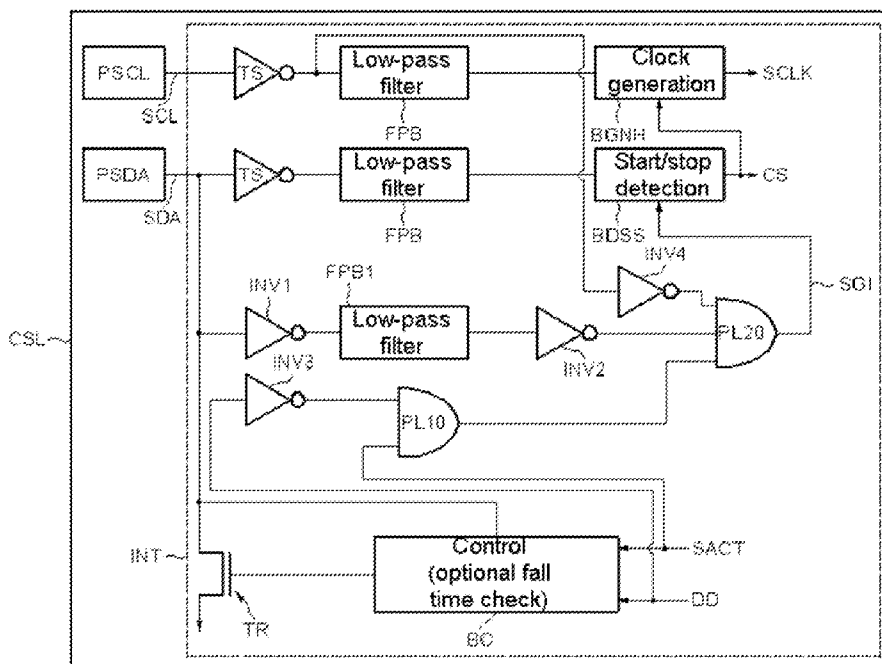 PSCL
SCL
TS
Low-pass
filter
FPB
Clock
generation
BGNH
SCLK
PSDA
SDA
TS
Low-pass
filter
FPB
Start/stop
detection
BDSS
CS
INV4
SGI
INV1
FPB1
Low-pass
filter
INV2
PL20
CSL
INV3
PL10
INT
TR
Control
(optional fall
time check)
BC
SACT
DD